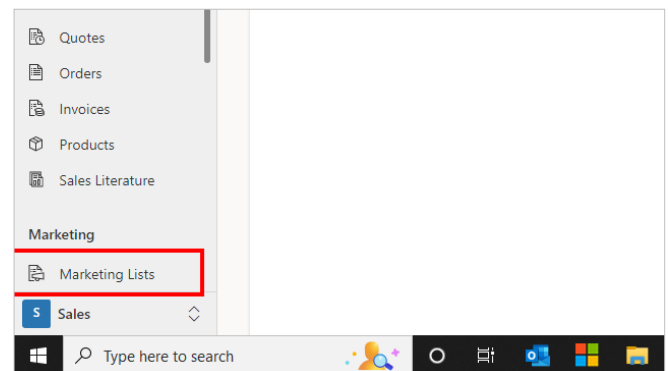 Quotes
Orders
Invoices
Products
Sales Literature
Marketing
Marketing Lists
S Sales
Type here to search